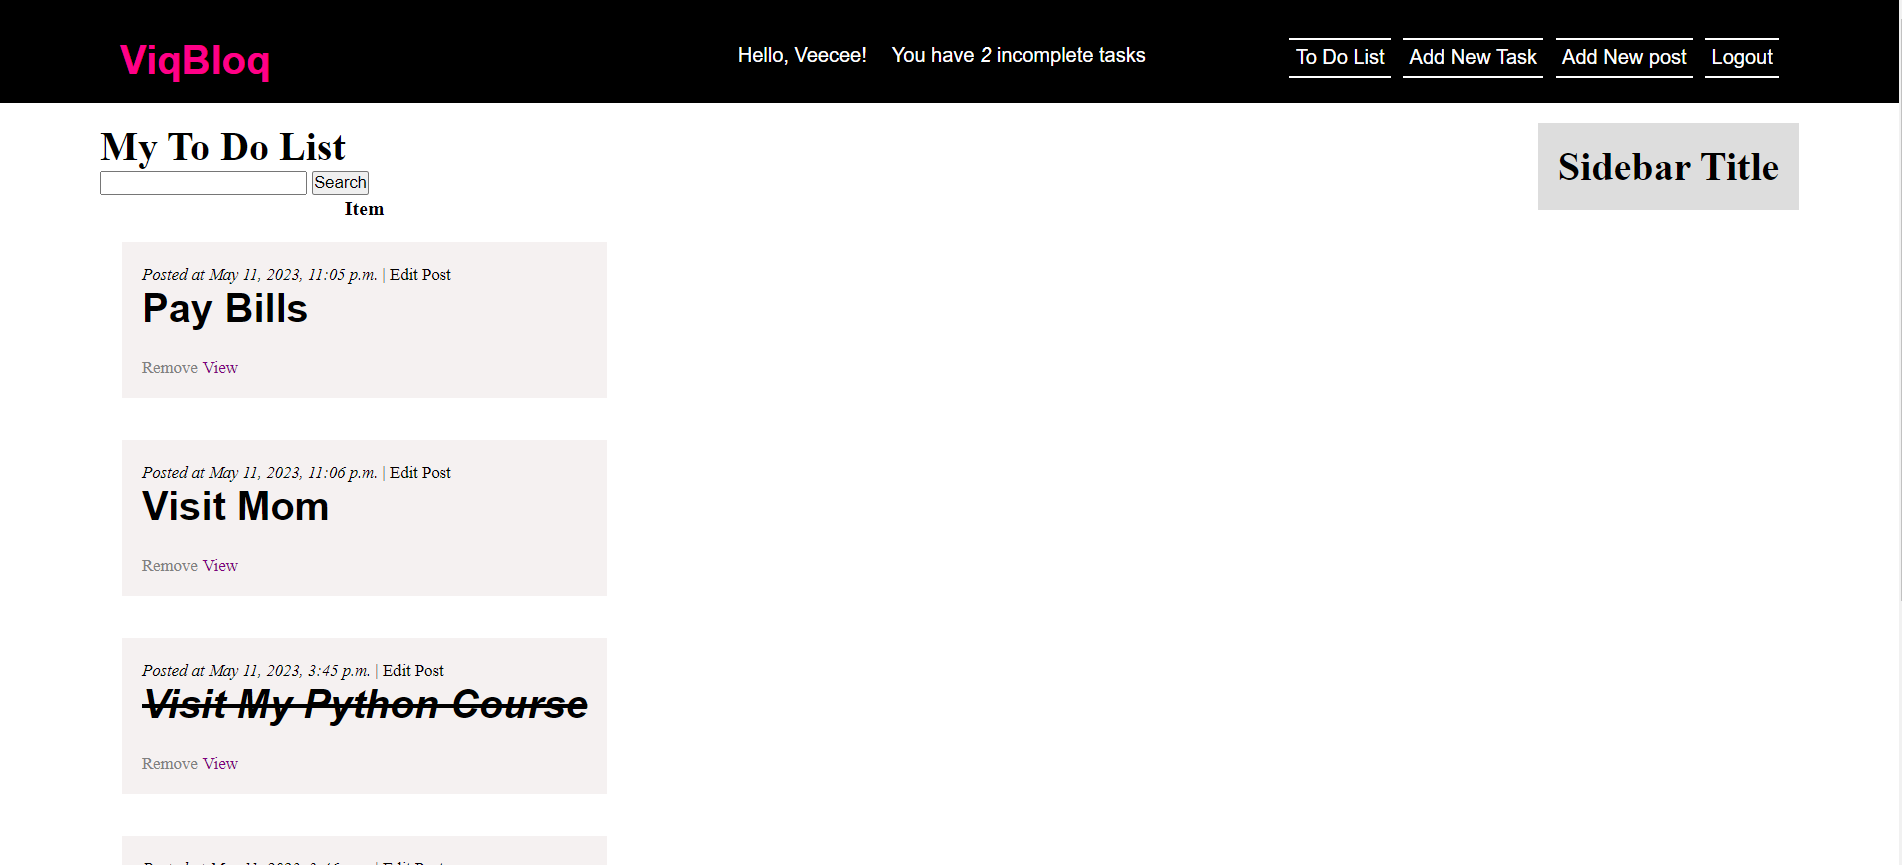 ViqBloq
Hello, Veecee! You have 2 incomplete tasks
To Do List Add New Task Add New post Logout
My To Do List
Search
Item
Sidebar Title
Posted at May 11, 2023, 11:05 p.m. | Edit Post
Pay Bills
Remove View
Posted at May 11, 2023, 11:06 p.m. | Edit Post
Visit Mom
Remove View
Posted at May 11, 2023, 3:45 p.m. | Edit Post
Visit My Python Course
Remove View